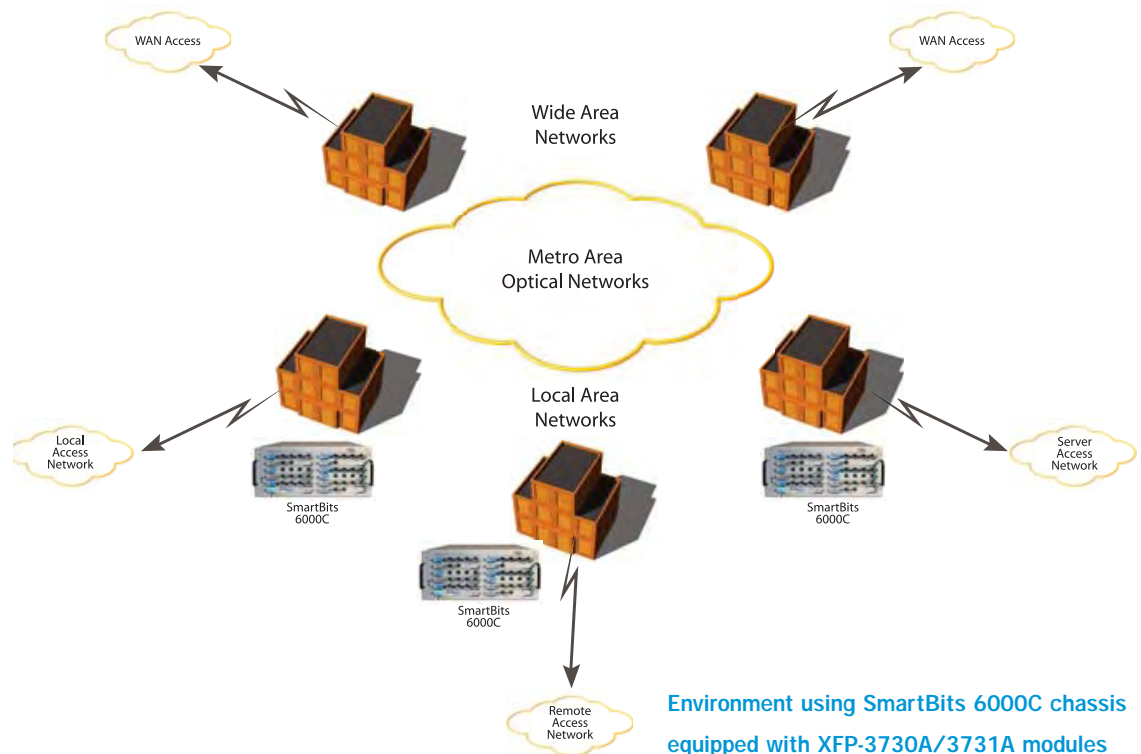 WAN Access
WAN Access
Wide Area
Networks
Metro Area
Optical Networks
Local Area
Networks
Local
Access
Network
Server
Access
Network
SmartBits
6000C
SmartBits
6000C
SmartBits
6000C
Remote
Access
Network
Environment using SmartBits 6000C chassis
equipped with XFP-3730A/3731A modules